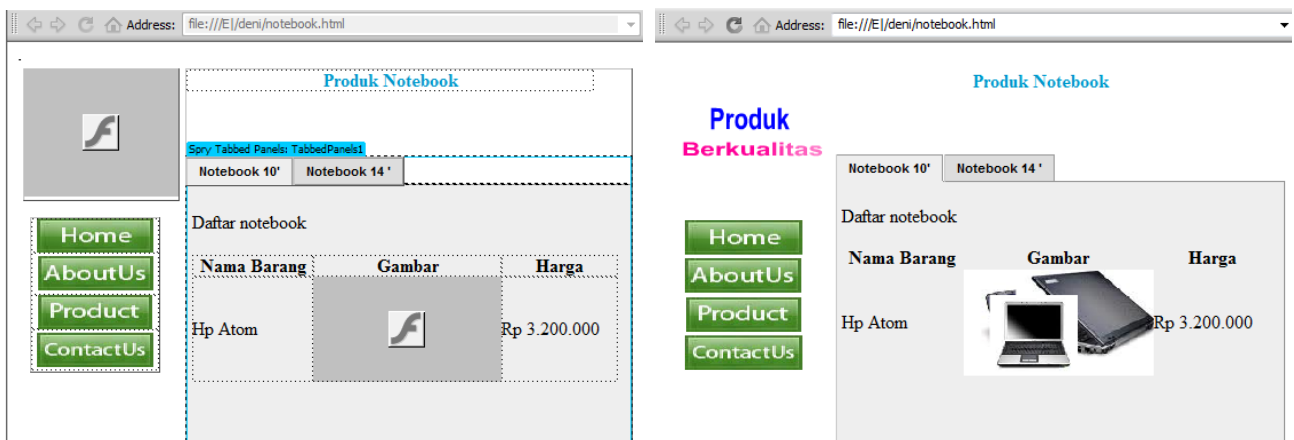 Address: file:///E|/deni/notebook.html
Produk Notebook
Spry Tabbed Panels: TabbedPanels1
Notebook 10' Notebook 14 '
Home
AboutUs
Product
ContactUs
Daftar notebook
Nama Barang Gambar Harga
Hp Atom Rp 3.200.000
Address: file:///E|/deni/notebook.html
Produk Notebook
Produk
Berkualitas
Notebook 10' Notebook 14 '
Home
AboutUs
Product
ContactUs
Daftar notebook
Nama Barang Gambar Harga
Hp Atom Rp 3.200.000